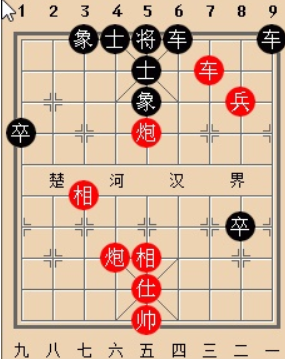 1 2 3 4 5 6 7 8 9
象 士 将 车 车
士 车
象 兵
卒 炮
楚 河 汉 界
相
卒
炮 相
仕
帅
九 八 七 六 五 四 三 二 一